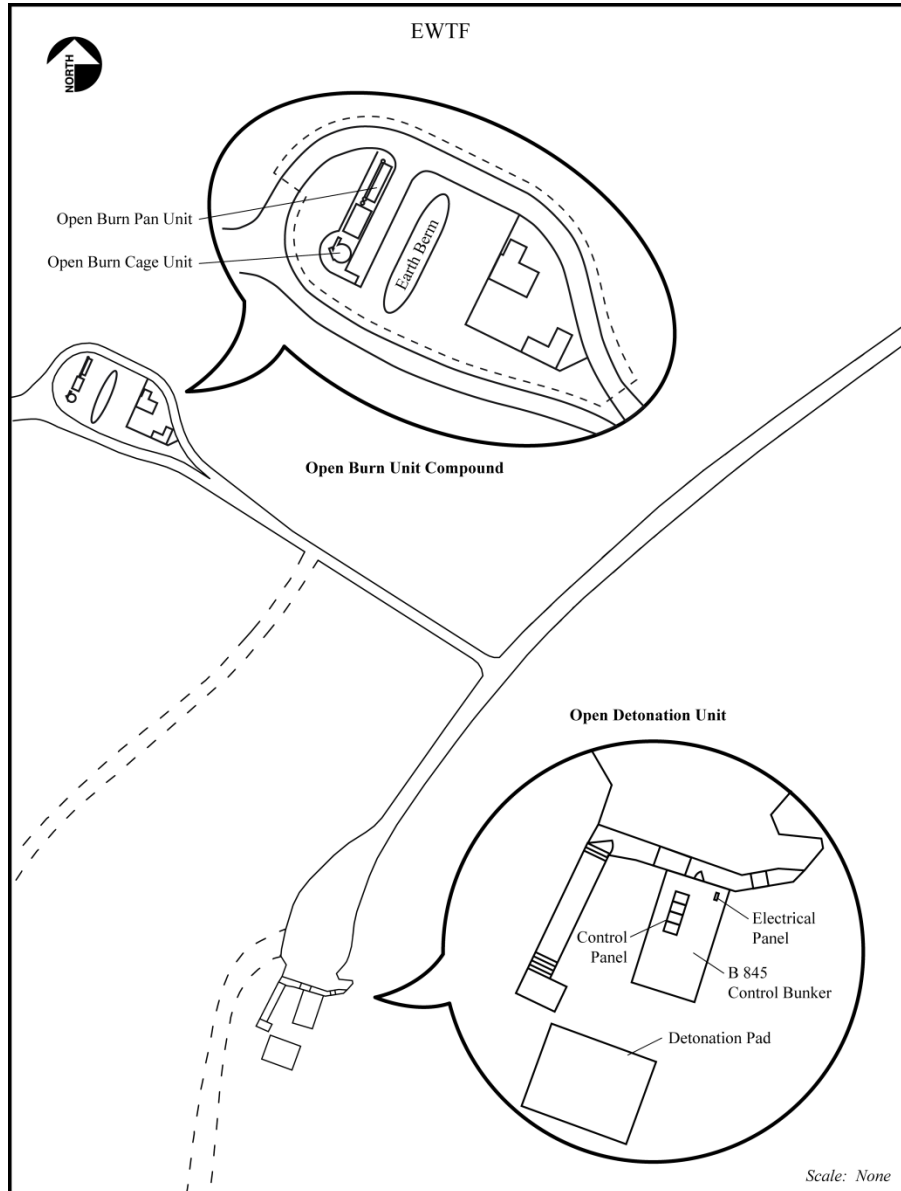 EWTF
NORTH
Open Burn Pan Unit
Open Burn Cage Unit
Earth Berm
Open Burn Unit Compound
Open Detonation Unit
Control
Panel
Electrical
Panel
B 845
Control Bunker
Detonation Pad
Scale: None